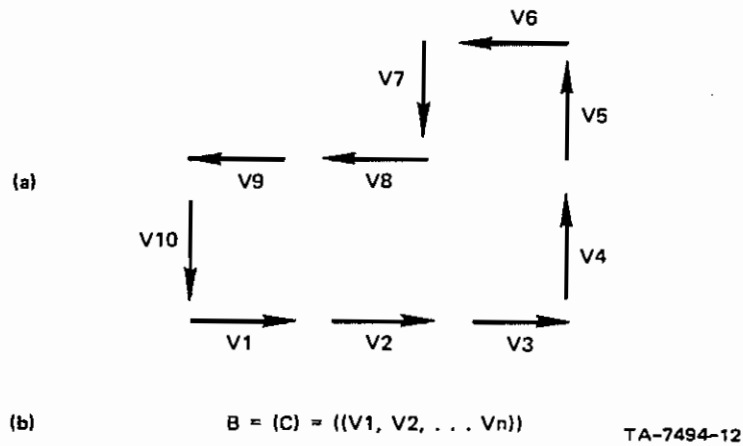 V6
V7
V5
(a)
V9
V8
V10
V4
V1
V2
V3
(b)
B = (C) = ((V1, V2, . . . Vn))
TA-7494-12